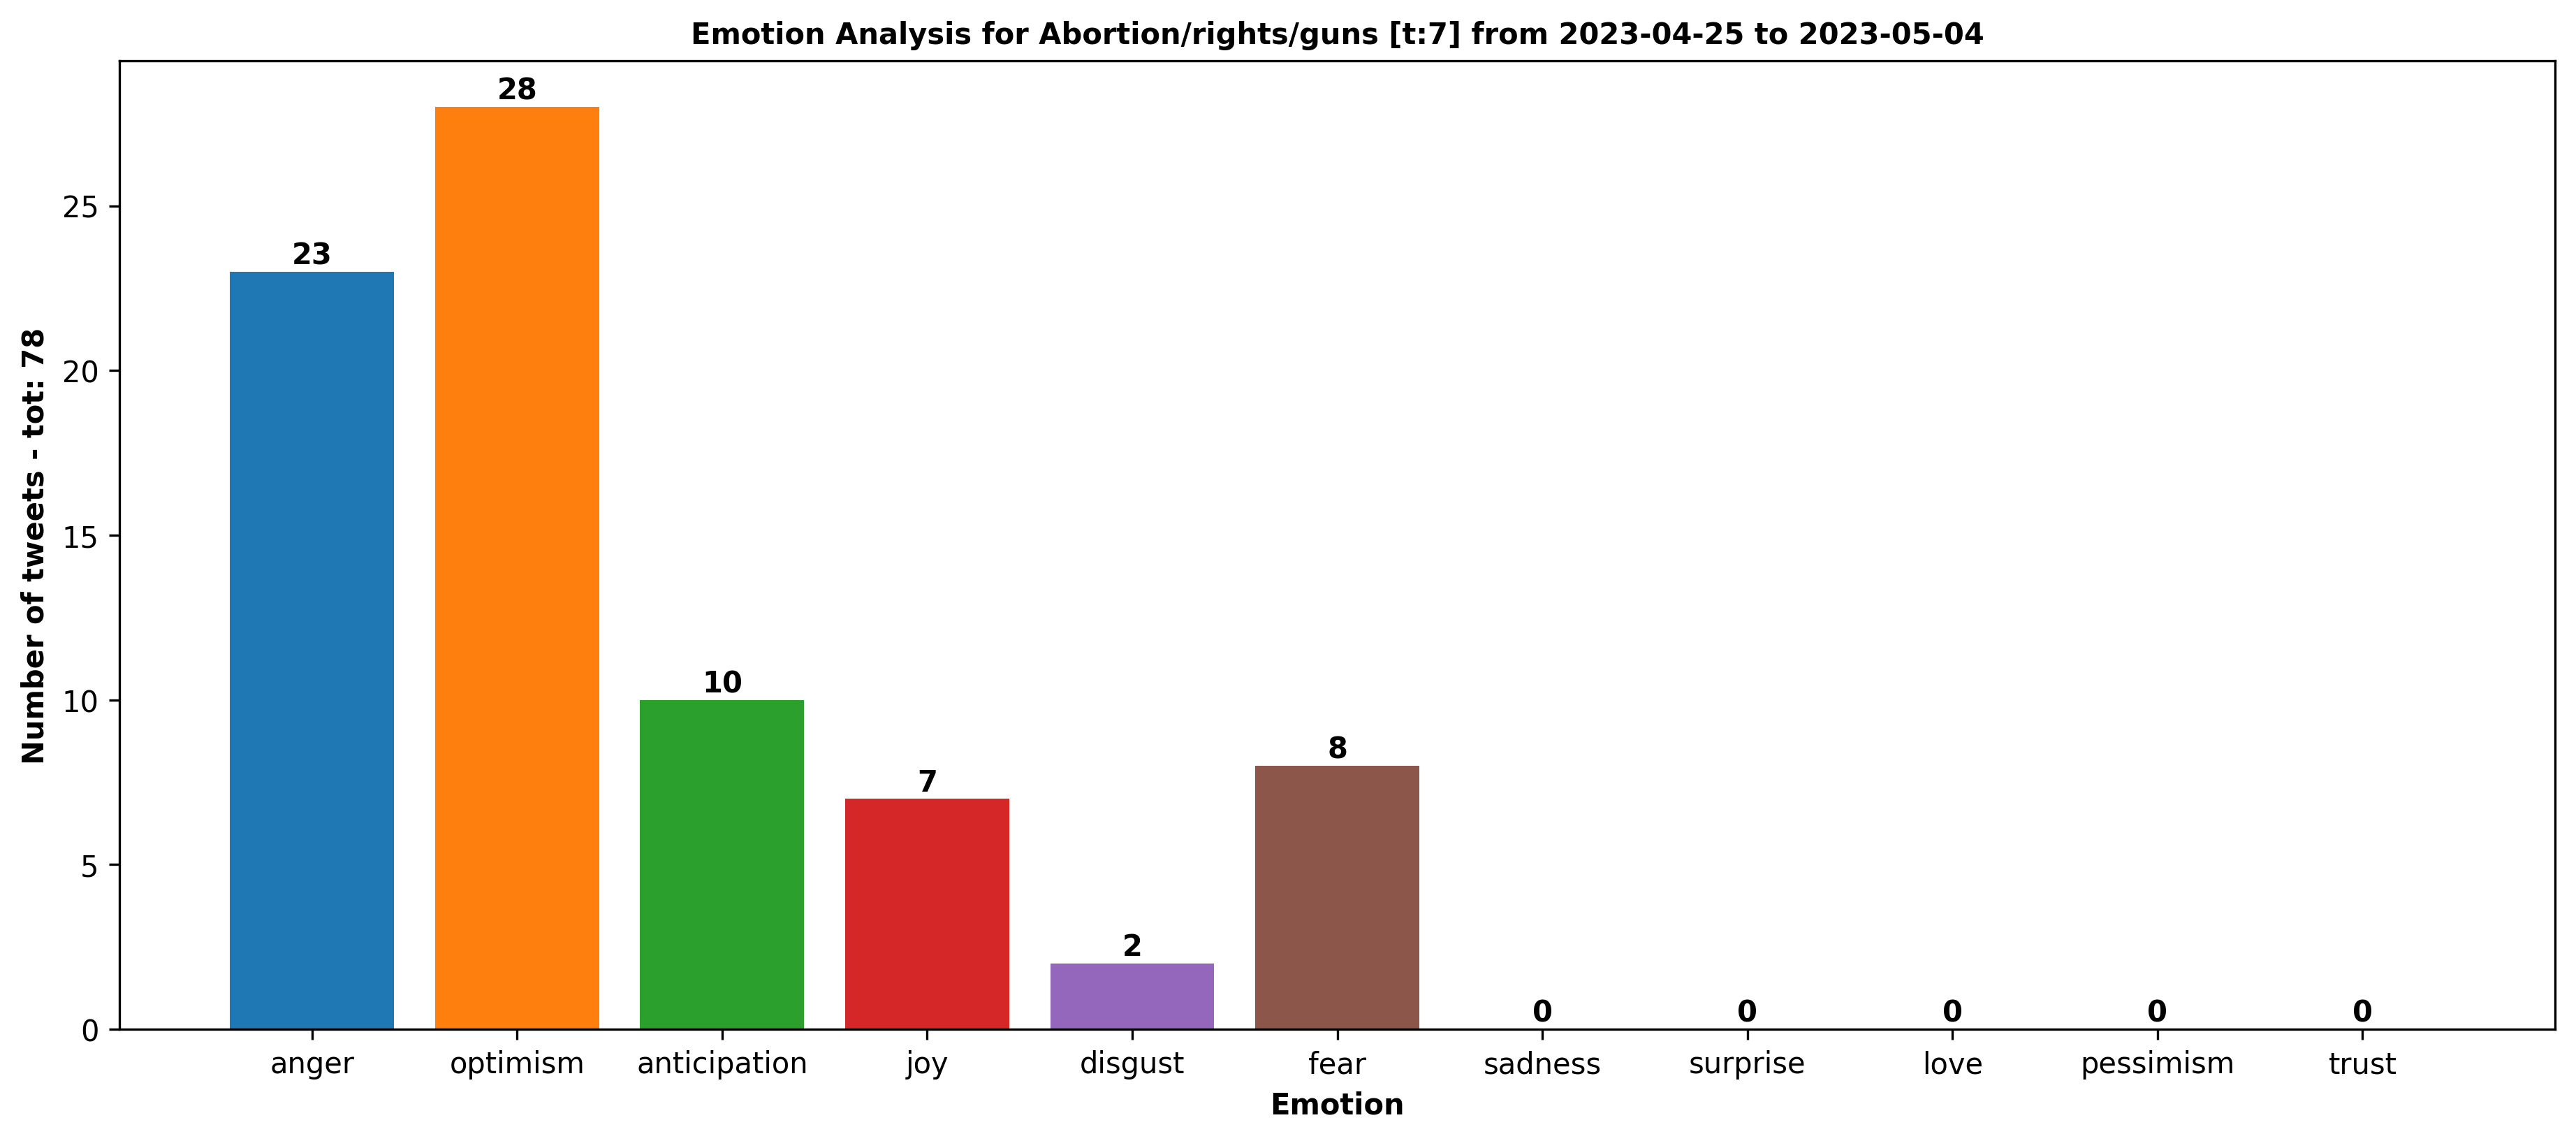 Emotion Analysis for Abortion/rights/guns [t:7] from 2023-04-25 to 2023-05-04
Number of tweets - tot: 78
25
20
15
10
5
0
23
28
10
7
2
8
0
0
0
0
0
anger
optimism
anticipation
joy
disgust
fear
sadness
surprise
love
pessimism
trust
Emotion